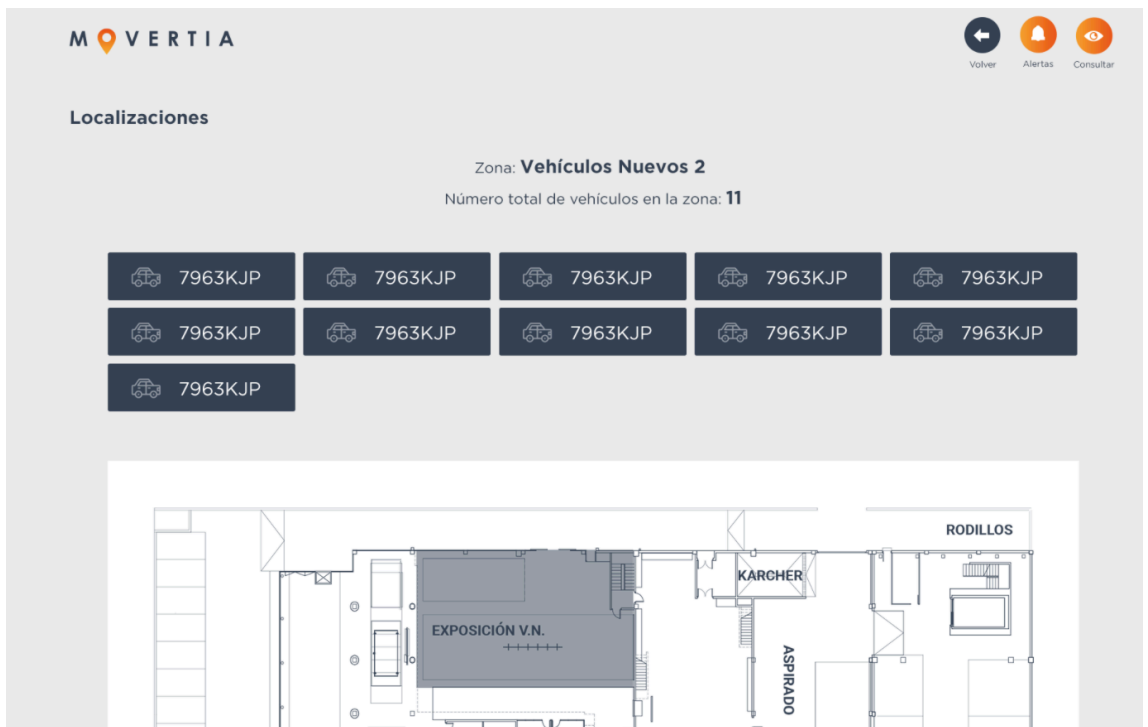 MOVERTIA
Volver Alertas Consultar
Localizaciones
Zona: Vehículos Nuevos 2
Número total de vehículos en la zona: 11
7963KJP 7963KJP 7963KJP 7963KJP 7963KJP
7963KJP 7963KJP 7963KJP 7963KJP 7963KJP
7963KJP
RODILLOS
KARCHER
EXPOSICIÓN V.N.
ASPIRADO